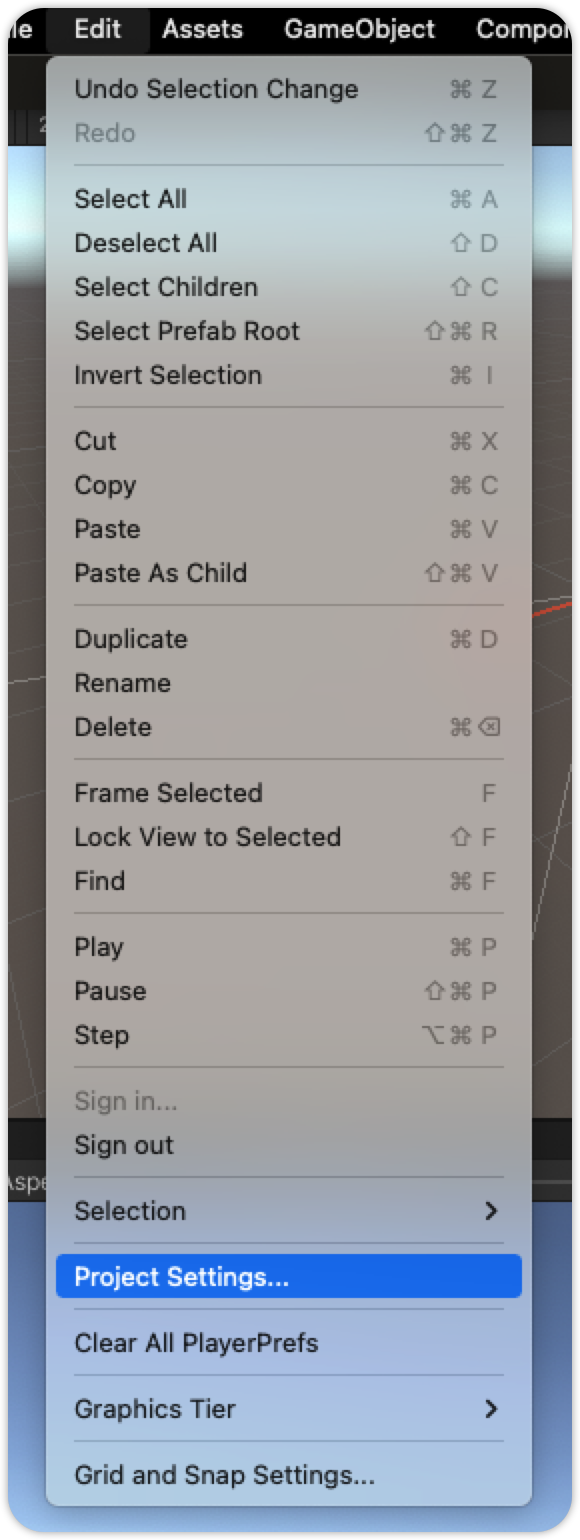 le Edit Assets GameObject Compo
Undo Selection Change ⌘ Z
Redo ⇧⌘ Z
Select All ⌘ A
Deselect All ⇧ D
Select Children ⇧ C
Select Prefab Root ⇧⌘ R
Invert Selection ⌘ I
Cut ⌘ X
Copy ⌘ C
Paste ⌘ V
Paste As Child ⇧⌘ V
Duplicate ⌘ D
Rename
Delete ⌘⌫
Frame Selected F
Lock View to Selected ⇧ F
Find ⌘ F
Play ⌘ P
Pause ⇧⌘ P
Step ⌥⌘ P
Sign in...
Sign out
Aspe
Selection >
Project Settings...
Clear All PlayerPrefs
Graphics Tier >
Grid and Snap Settings...